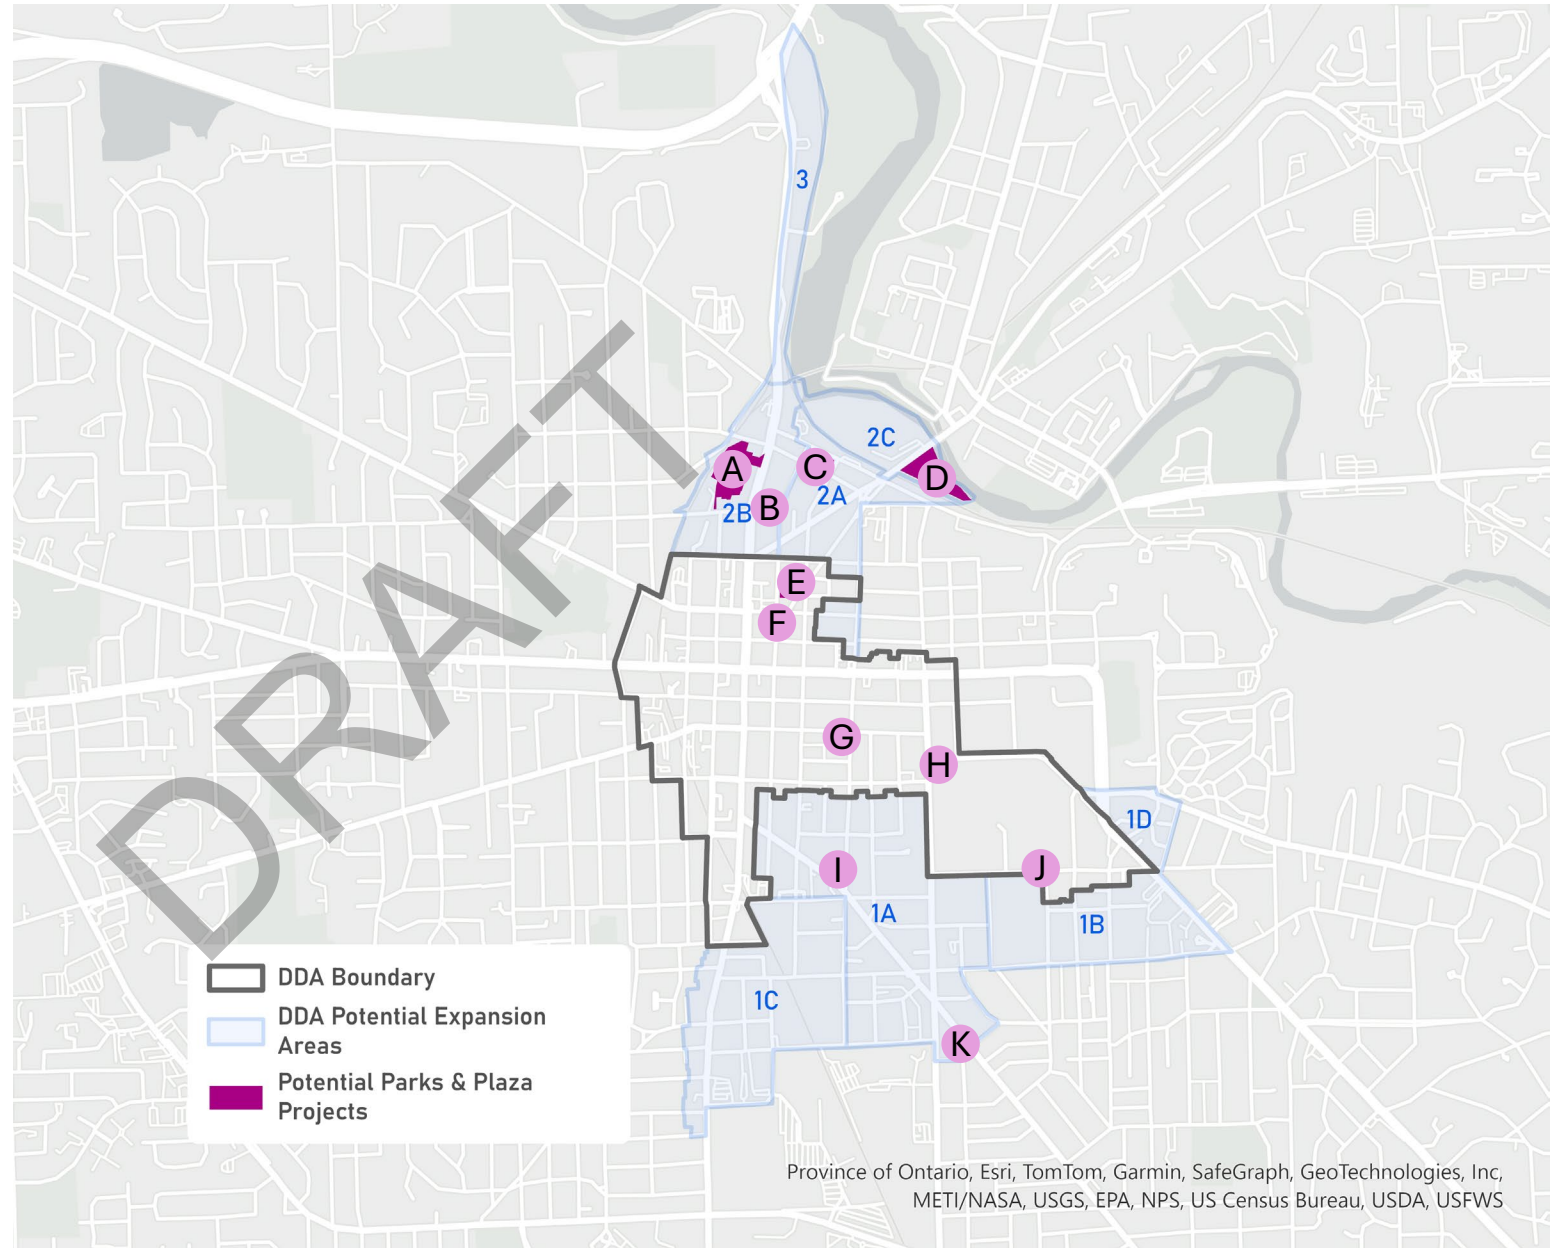 3
2C
A
C
D
2A
2B
B
E
F
G
H
1D
I
J
1A
1B
1C
K
DRAFT
DDA Boundary
DDA Potential Expansion
Areas
Potential Parks & Plaza
Projects
Province of Ontario, Esri, TomTom, Garmin, SafeGraph, GeoTechnologies, Inc,
METI/NASA, USGS, EPA, NPS, US Census Bureau, USDA, USFWS